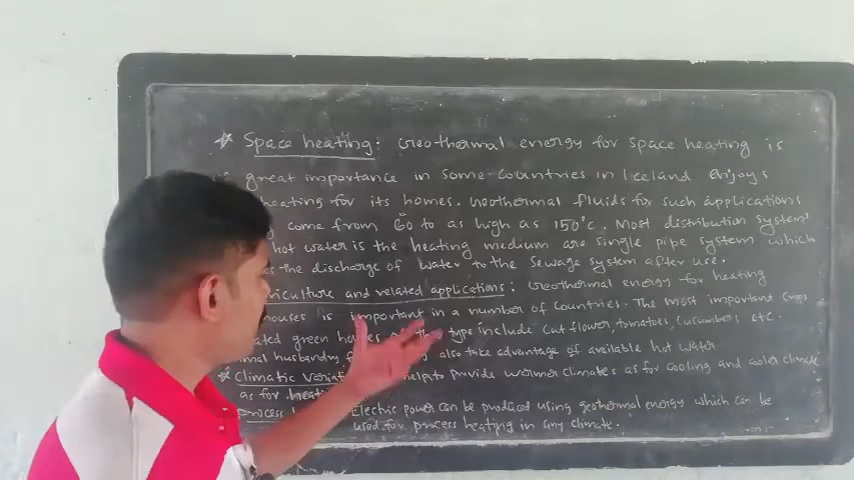 * Space heating: Geothermal energy for space heating is
great importance in some countries in Iceland enjoys
heating for its homes. Geothermal fluids for such applications
come from 60 to as high as 150°c. Most distribution systems
hot water is the heating medium are single pipe system which
the discharge of water to the sewage system after use.
and related applications: Geothermal energy for heating
houses is important in a number of countries. The most important crops
green type include cut flower, tomatoes, cucumbers etc.
husbandry also take advantage of available hot water
* Climatic helps to provide warmer climates as for cooling and cooler climate
as for
process Electric power can be produced using geothermal energy which can be
used for process heating in any climate.